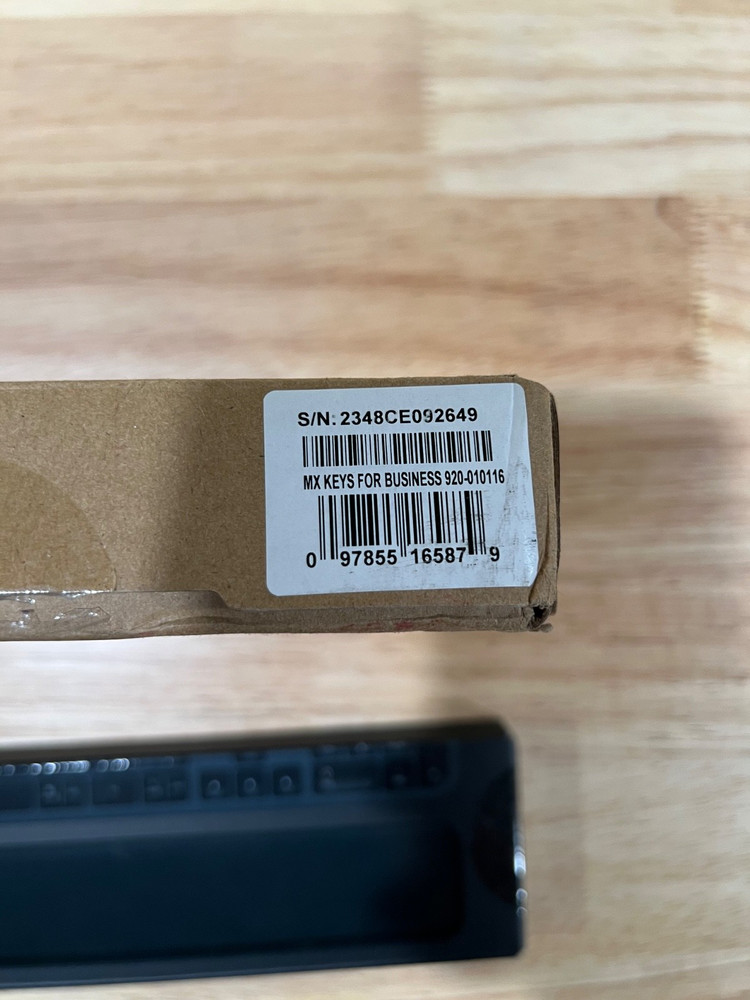 S/N: 2348CE092649
MX KEYS FOR BUSINESS 920-010116
0 97855 16587 9